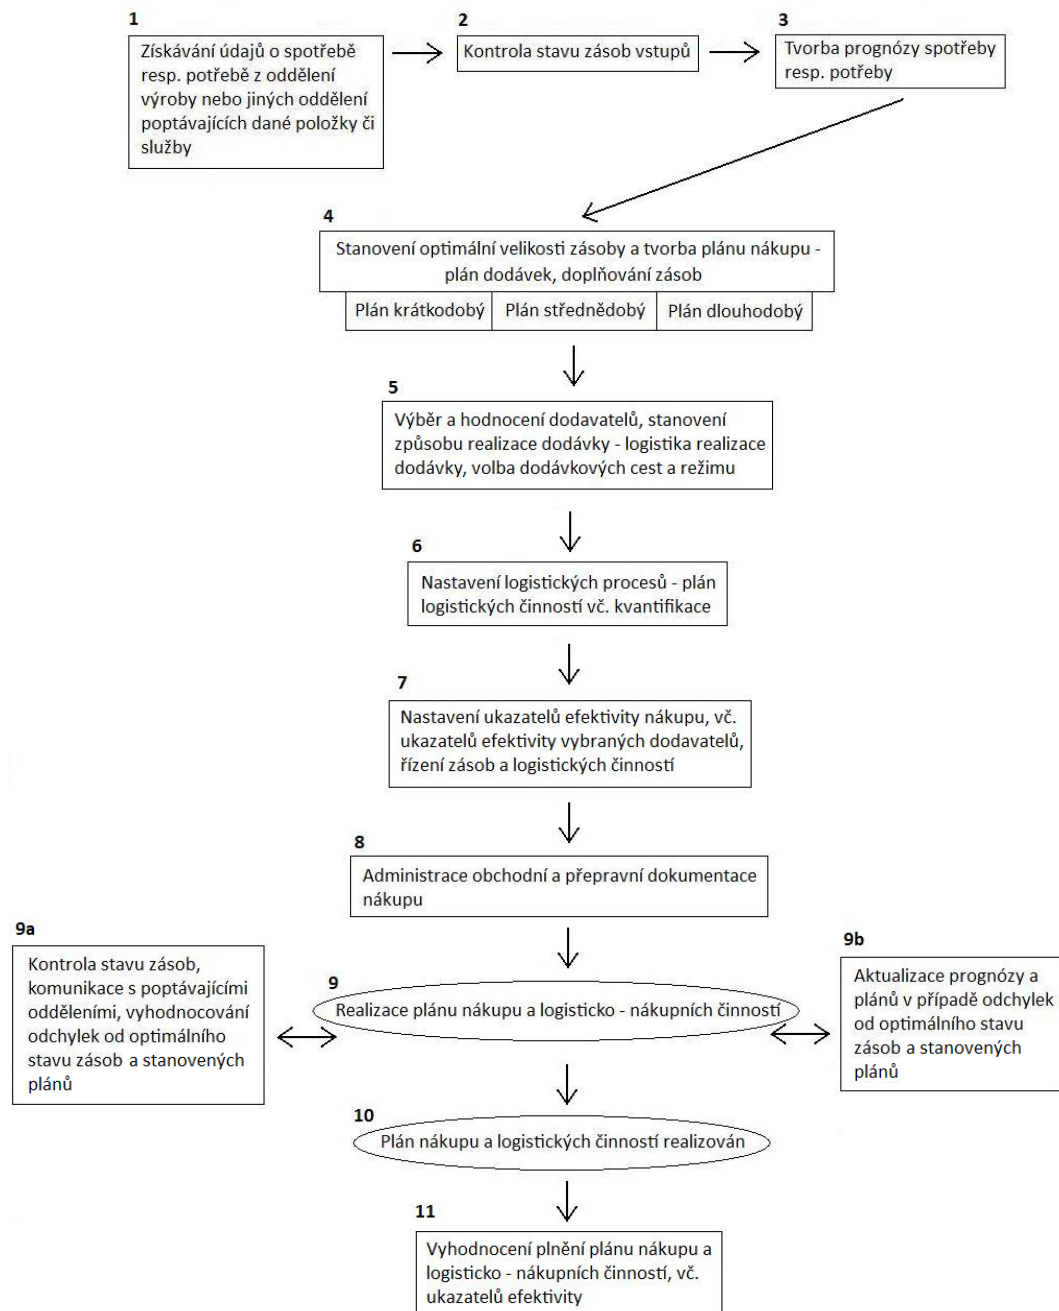 1
Získávání údajů o spotřebě
resp. potřebě z oddělení
výroby nebo jiných oddělení
poptávajících dané položky či
služby
2
Kontrola stavu zásob vstupů
3
Tvorba prognózy spotřeby
resp. potřeby
4
Stanovení optimální velikosti zásoby a tvorba plánu nákupu -
plán dodávek, doplňování zásob
Plán krátkodobý
Plán střednědobý
Plán dlouhodobý
5
Výběr a hodnocení dodavatelů, stanovení
způsobu realizace dodávky - logistika realizace
dodávky, volba dodávkových cest a režimu
6
Nastavení logistických procesů - plán
logistických činností vč. kvantifikace
7
Nastavení ukazatelů efektivity nákupu, vč.
ukazatelů efektivity vybraných dodavatelů,
řízení zásob a logistických činností
8
Administrace obchodní a přepravní dokumentace
nákupu
9a
Kontrola stavu zásob,
komunikace s poptávajícími
odděleními, vyhodnocování
odchylek od optimálního
stavu zásob a stanovených
plánů
9
Realizace plánu nákupu a logisticko - nákupních činností
9b
Aktualizace prognózy a
plánů v případě odchylek
od optimálního stavu
zásob a stanovených
plánů
10
Plán nákupu a logistických činností realizován
11
Vyhodnocení plnění plánu nákupu a
logisticko - nákupních činností, vč.
ukazatelů efektivity